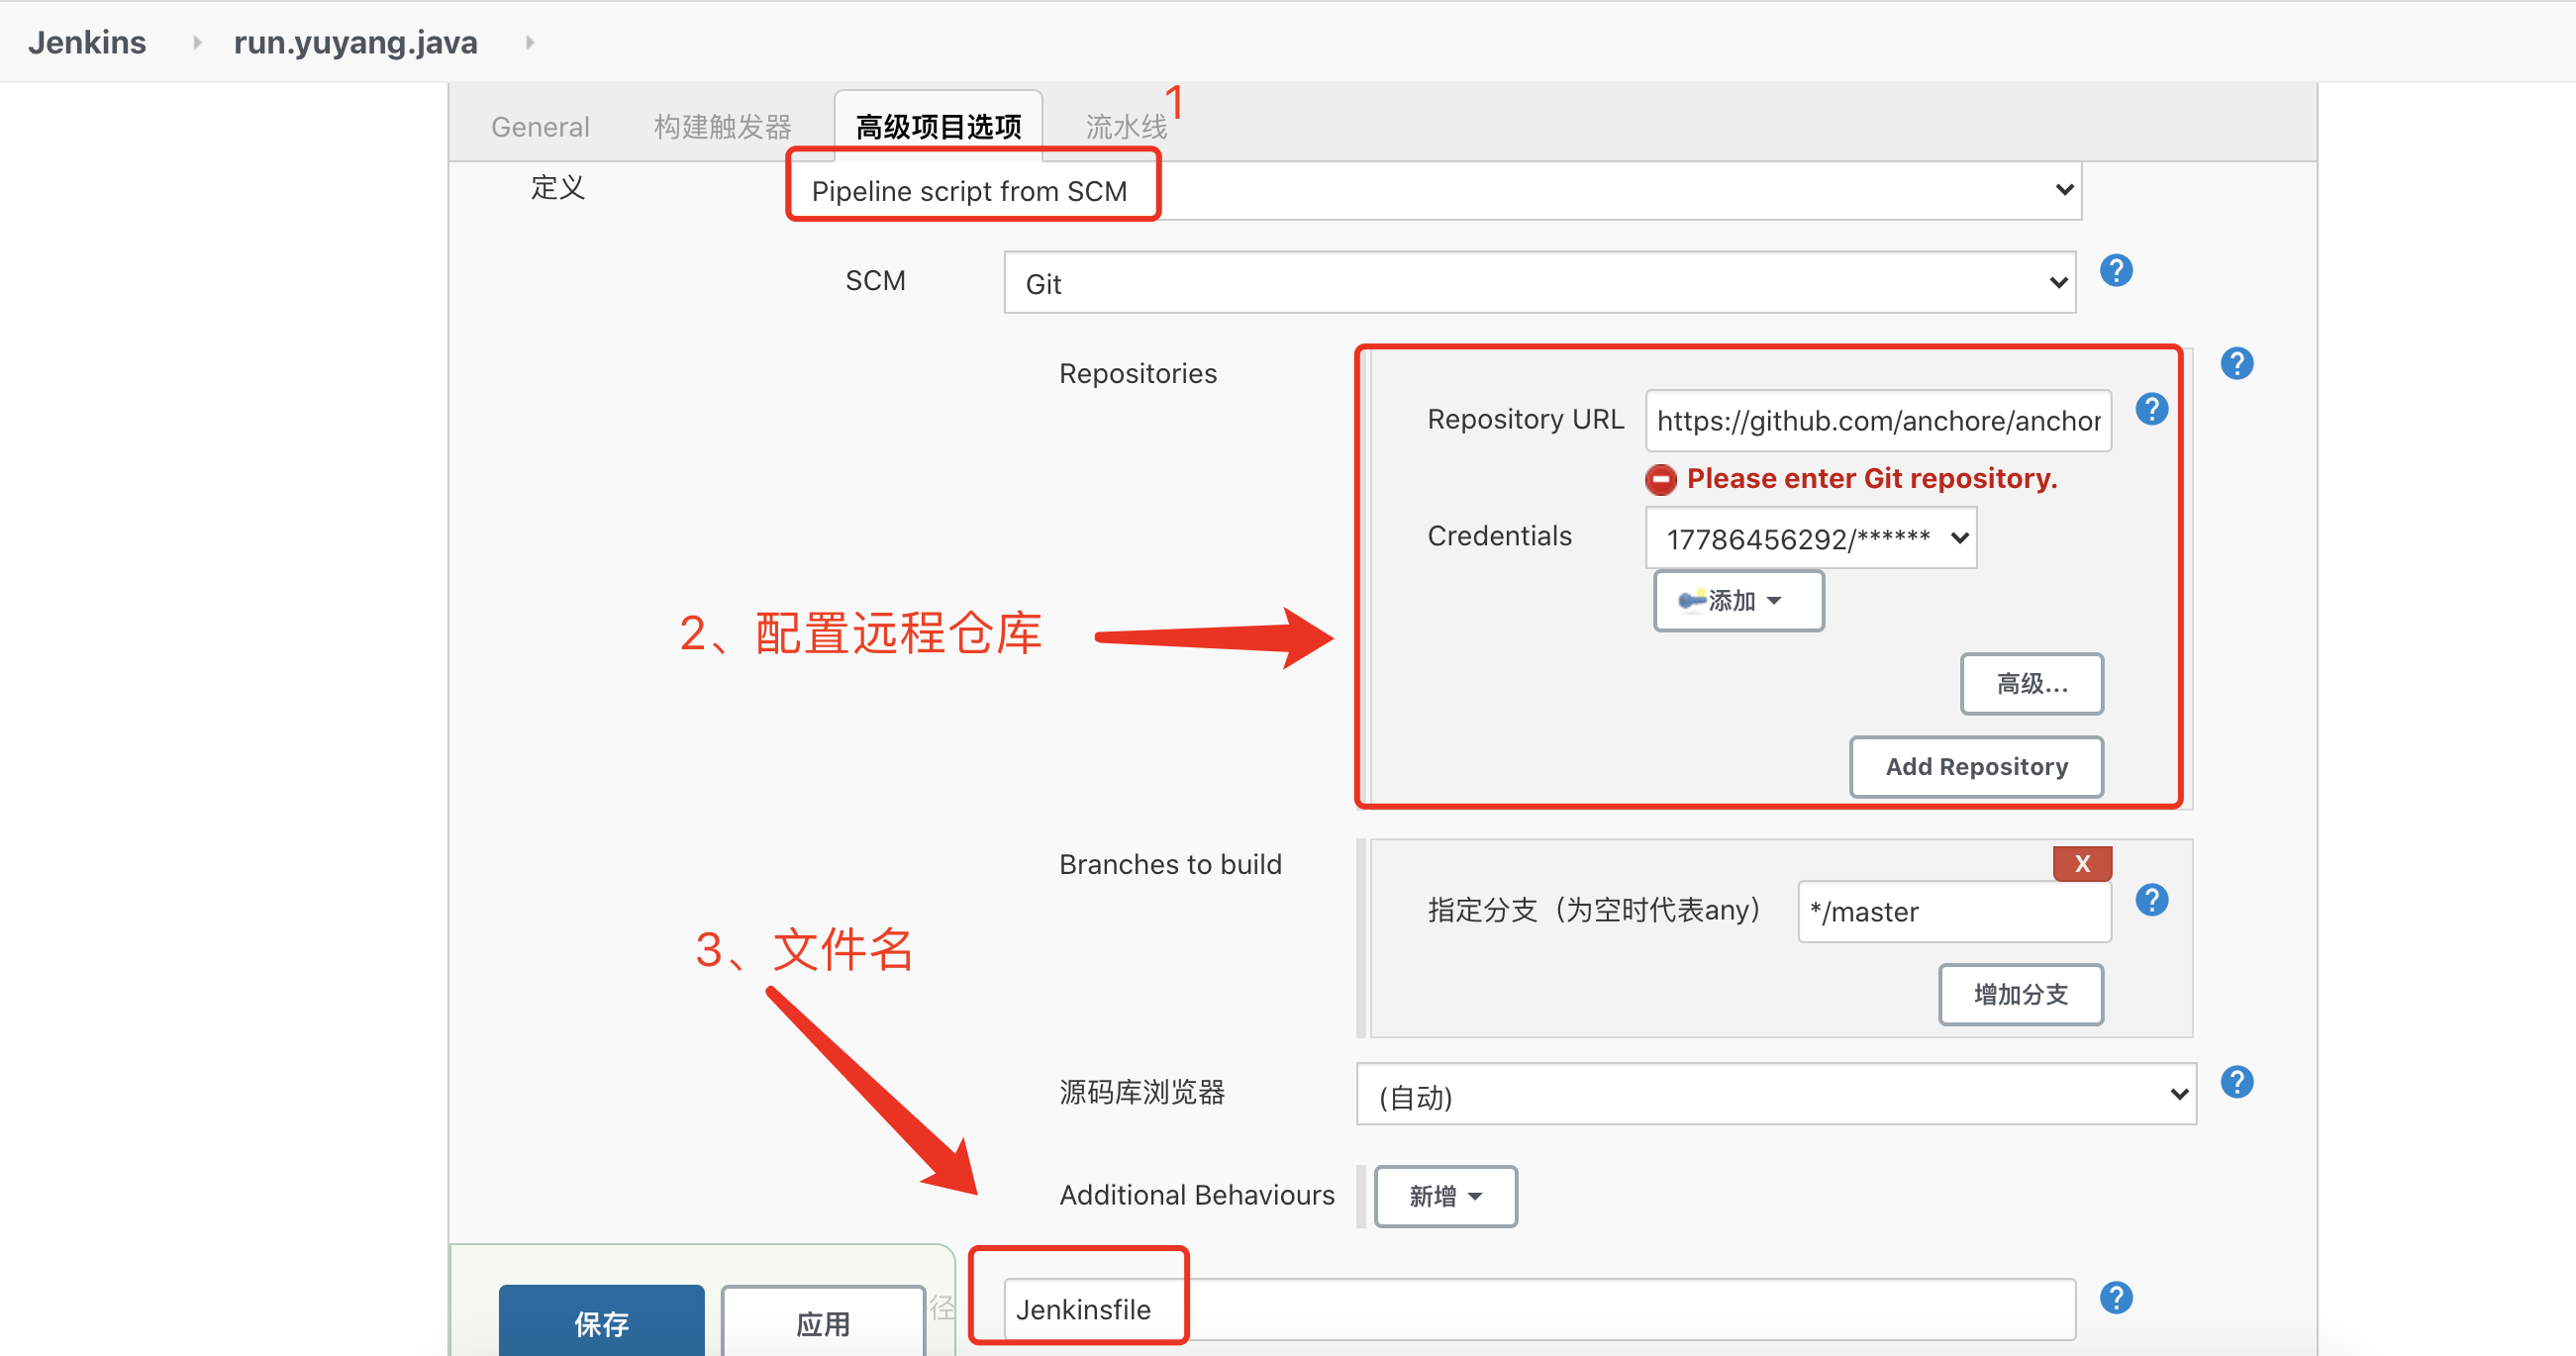 Jenkins run.yuyang.java
General 构建触发器 高级项目选项 流水线 1
定义 Pipeline script from SCM
SCM Git
Repositories
Repository URL https://github.com/anchore/anchor
Please enter Git repository.
Credentials 17786456292/******
添加
2、配置远程仓库
高级...
Add Repository
Branches to build
X
指定分支（为空时代表any） */master
3、文件名
增加分支
源码库浏览器 (自动)
Additional Behaviours 新增
保存 应用 径 Jenkinsfile